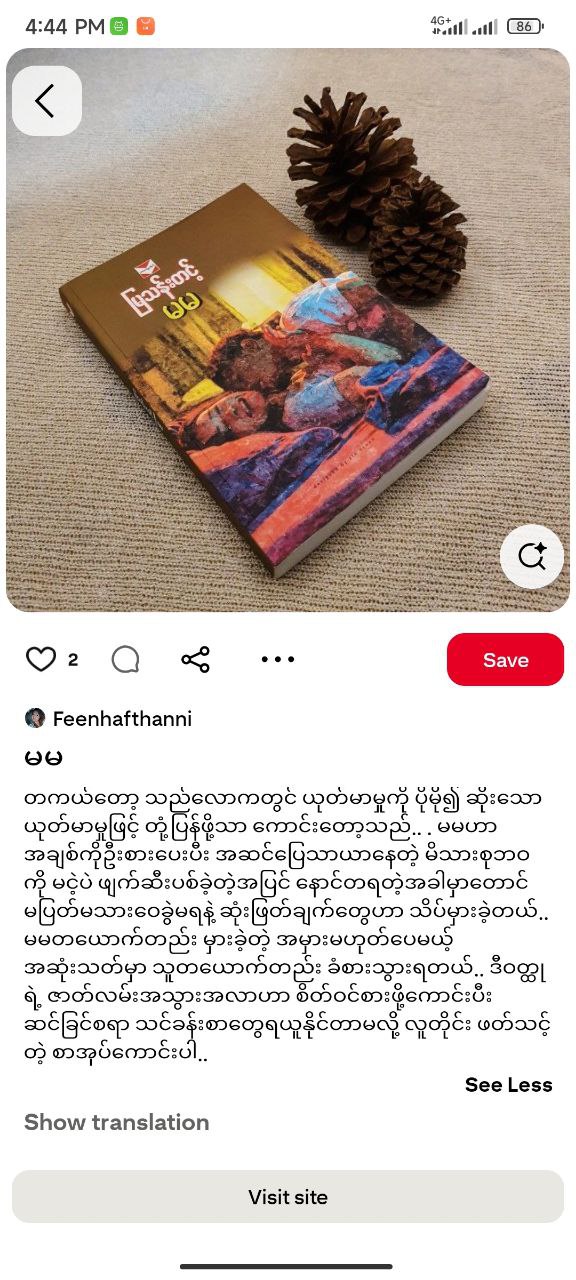 4:44 PM
4G+
86
မြသန်းတင့်
မမ
2
Save
Feenhafthanni
မမ
တကယ်တော့ သည်လောကတွင် ယုတ်မာမှုကို ပိုမို၍ ဆိုးသော
ယုတ်မာမှုဖြင့် တုံ့ပြန်ဖို့သာ ကောင်းတော့သည်.. . မမဟာ
အချစ်ကိုဦးစားပေးပီး အဆင်ပြေသာယာနေတဲ့ မိသားစုဘဝ
ကို မငဲ့ပဲ ဖျက်ဆီးပစ်ခဲ့တဲ့အပြင် နောင်တရတဲ့အခါမှာတောင်
မပြတ်မသားဝေခွဲမရနဲ့ ဆုံးဖြတ်ချက်တွေဟာ သိပ်မှားခဲ့တယ်..
မမတယောက်တည်း မှားခဲ့တဲ့ အမှားမဟုတ်ပေမယ့်
အဆုံးသတ်မှာ သူတယောက်တည်း ခံစားသွားရတယ်.. ဒီဝတ္ထု
ရဲ့ ဇာတ်လမ်းအသွားအလာဟာ စိတ်ဝင်စားဖို့ကောင်းပီး
ဆင်ခြင်စရာ သင်ခန်းစာတွေရယူနိုင်တာမလို့ လူတိုင်း ဖတ်သင့်
တဲ့ စာအုပ်ကောင်းပါ..
See Less
Show translation
Visit site